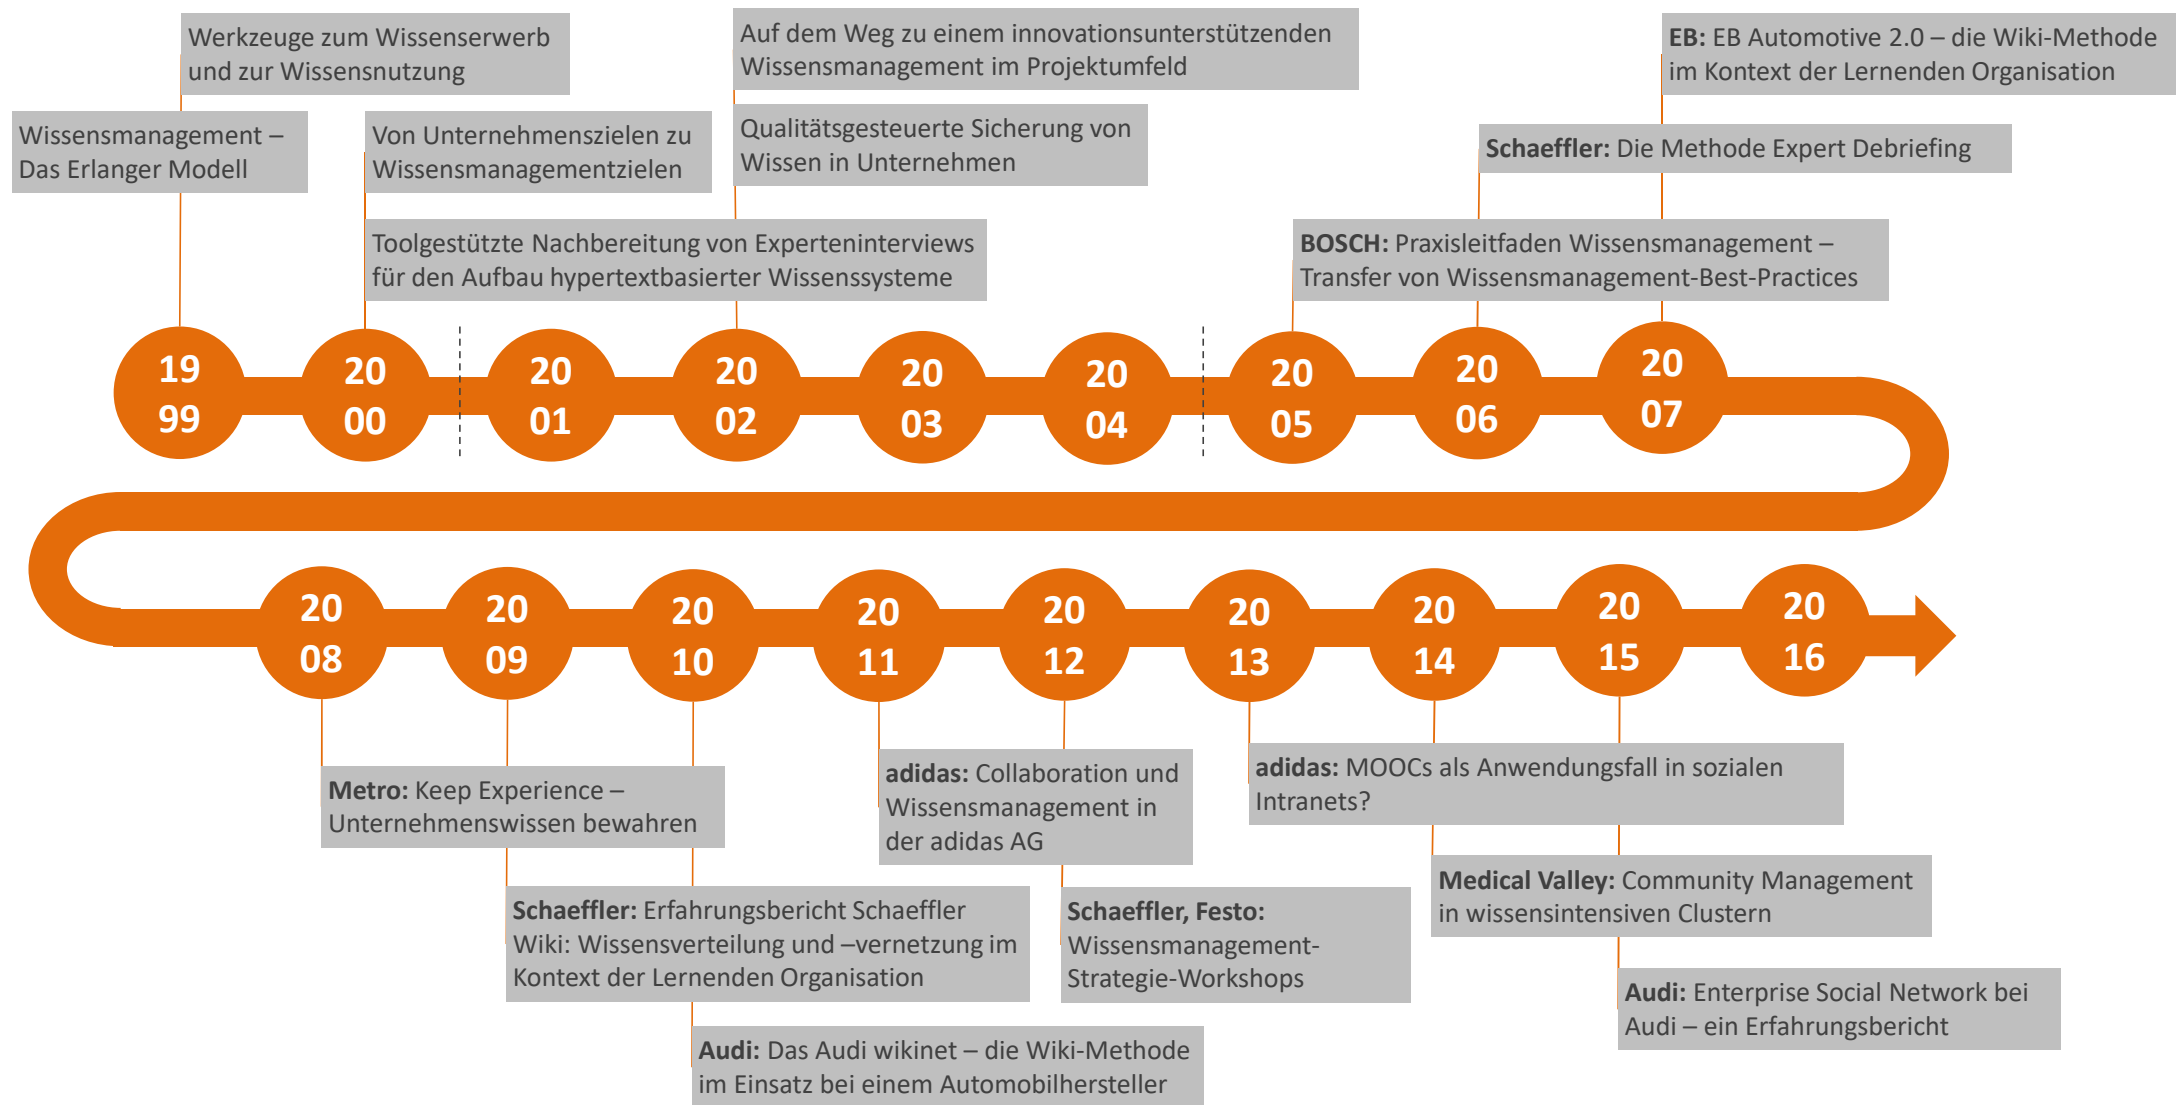 Werkzeuge zum Wissenserwerb
und zur Wissensnutzung
Wissensmanagement –
Das Erlanger Modell
Von Unternehmenszielen zu
Wissensmanagementzielen
Toolgestützte Nachbereitung von Experteninterviews
für den Aufbau hypertextbasierter Wissenssysteme
Auf dem Weg zu einem innovationsunterstützenden
Wissensmanagement im Projektumfeld
Qualitätsgesteuerte Sicherung von
Wissen in Unternehmen
EB: EB Automotive 2.0 – die Wiki-Methode
im Kontext der Lernenden Organisation
Schaeffler: Die Methode Expert Debriefing
BOSCH: Praxisleitfaden Wissensmanagement –
Transfer von Wissensmanagement-Best-Practices
19
99
20
00
20
01
20
02
20
03
20
04
20
05
20
06
20
07
20
08
20
09
20
10
20
11
20
12
20
13
20
14
20
15
20
16
Metro: Keep Experience –
Unternehmenswissen bewahren
Schaeffler: Erfahrungsbericht Schaeffler
Wiki: Wissensverteilung und –vernetzung im
Kontext der Lernenden Organisation
Audi: Das Audi wikinet – die Wiki-Methode
im Einsatz bei einem Automobilhersteller
adidas: Collaboration und
Wissensmanagement in
der adidas AG
Schaeffler, Festo:
Wissensmanagement-
Strategie-Workshops
adidas: MOOCs als Anwendungsfall in sozialen
Intranets?
Medical Valley: Community Management
in wissensintensiven Clustern
Audi: Enterprise Social Network bei
Audi – ein Erfahrungsbericht